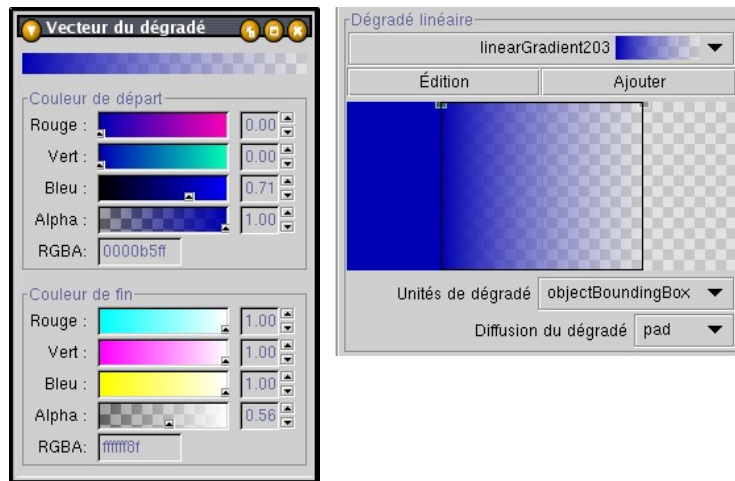 Vecteur du dégradé
Couleur de départ
Rouge : 0.00
Vert : 0.00
Bleu : 0.71
Alpha : 1.00
RGBA: 0000b5ff
Couleur de fin
Rouge : 1.00
Vert : 1.00
Bleu : 1.00
Alpha : 0.56
RGBA: ffffff8f
Dégradé linéaire
linearGradient203
Édition Ajouter
Unités de dégradé objectBoundingBox
Diffusion du dégradé pad